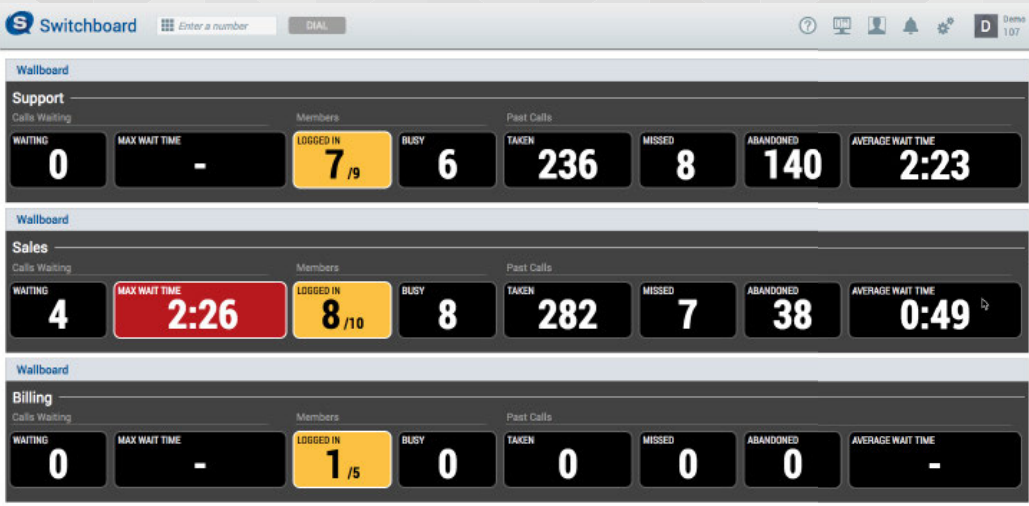 S Switchboard Enter a number DIAL ? D Demo 107
Wallboard
Support
Calls Waiting Members Past Calls
WAITING MAX WAIT TIME LOGGED IN BUSY TAKEN MISSED ABANDONED AVERAGE WAIT TIME
0 - 7 /9 6 236 8 140 2:23
Wallboard
Sales
Calls Waiting Members Past Calls
WAITING MAX WAIT TIME LOGGED IN BUSY TAKEN MISSED ABANDONED AVERAGE WAIT TIME
4 2:26 8 /10 8 282 7 38 0:49
Wallboard
Billing
Calls Waiting Members Past Calls
WAITING MAX WAIT TIME LOGGED IN BUSY TAKEN MISSED ABANDONED AVERAGE WAIT TIME
0 - 1 /5 0 0 0 0 -